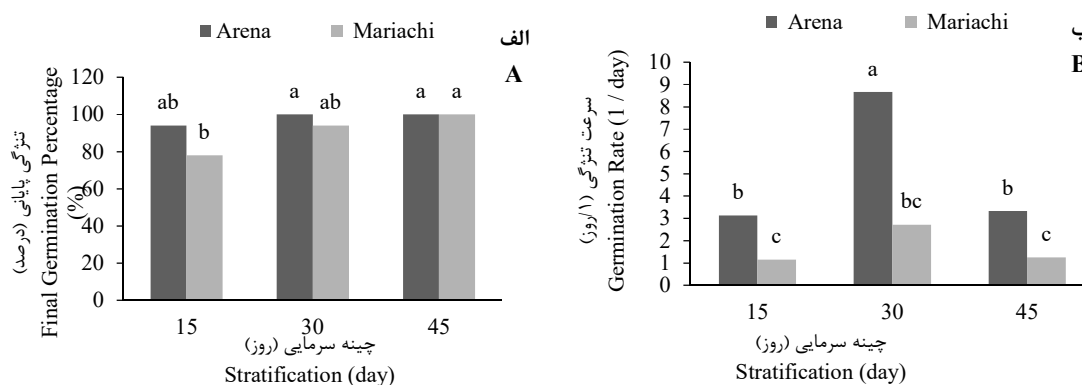 Arena Mariachi
الف
A
تنژگی پایانی (درصد)
Final Germination Percentage
(%)
120
100
80
60
40
20
0
ab
b
a
ab
a
a
15 30 45
چینه سرمایی (روز)
Stratification (day)
Arena Mariachi
ب
B
سرعت تنژگی (۱/روز)
Germination Rate (1 / day)
10
9
8
7
6
5
4
3
2
1
0
b
c
a
bc
b
c
15 30 45
چینه سرمایی (روز)
Stratification (day)